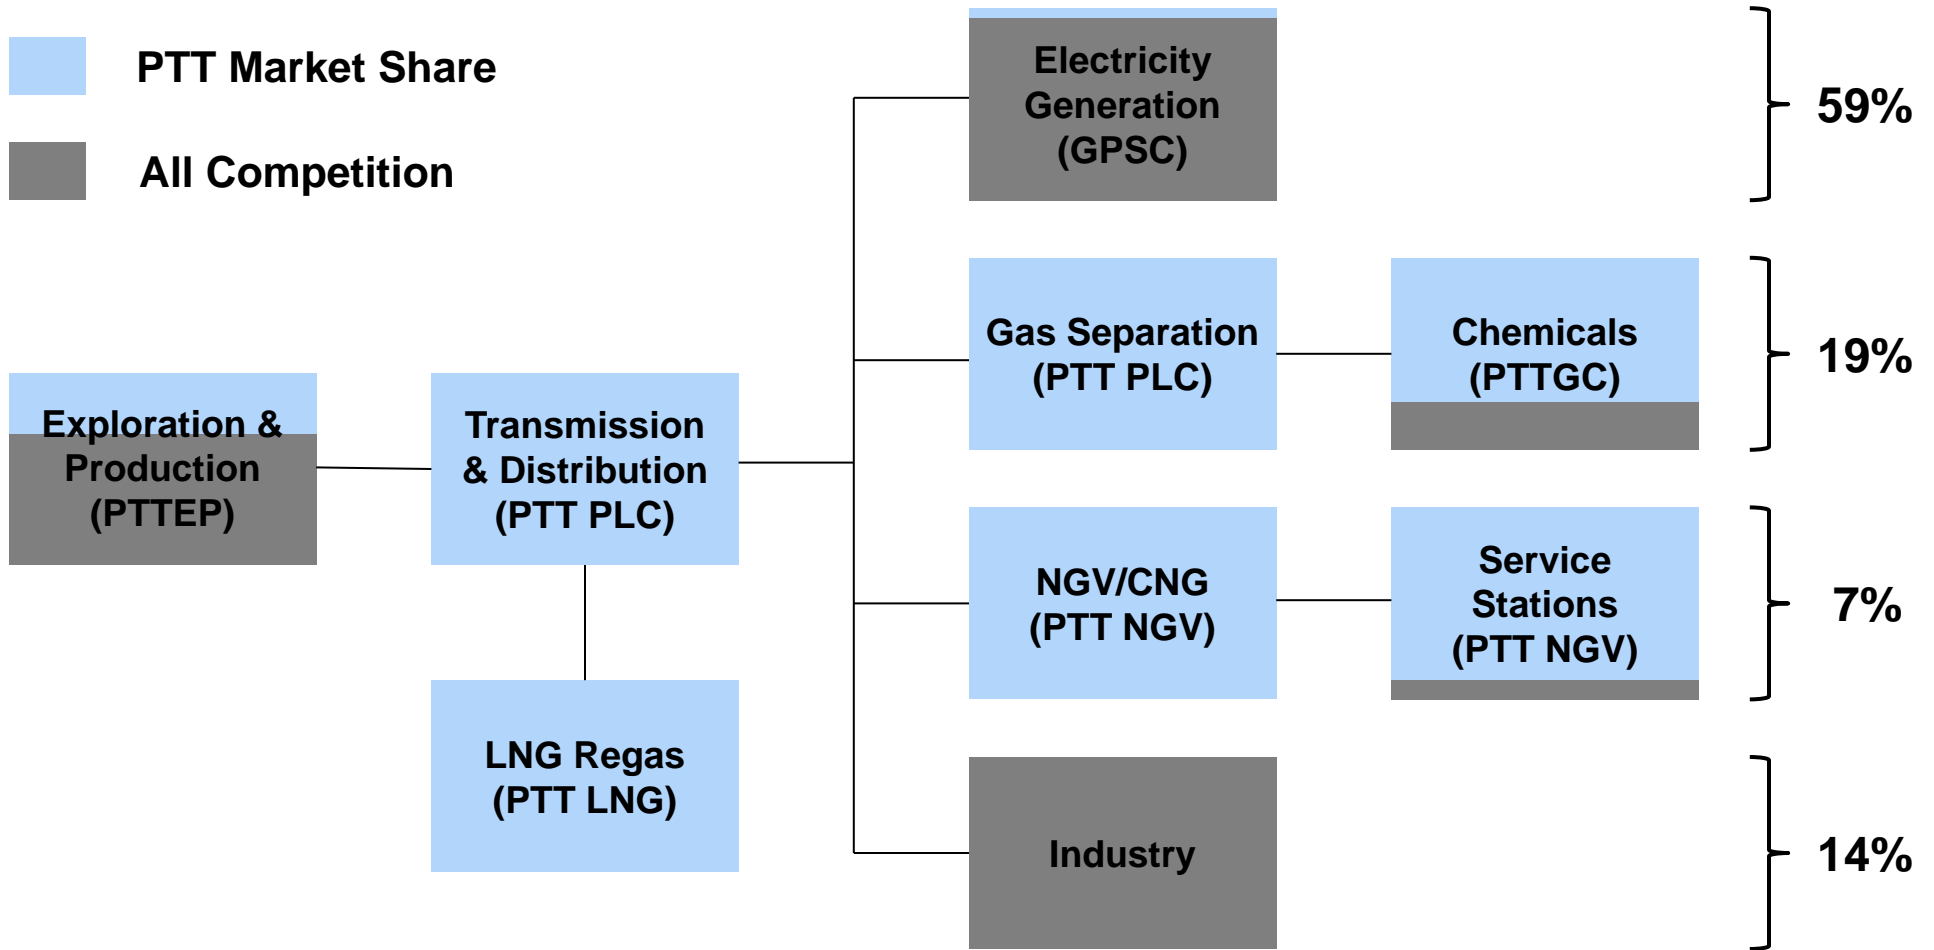 PTT Market Share
All Competition
Electricity
Generation
(GPSC)
59%
Gas Separation
(PTT PLC)
Chemicals
(PTTGC)
19%
Exploration &
Production
(PTTEP)
Transmission
& Distribution
(PTT PLC)
NGV/CNG
(PTT NGV)
Service
Stations
(PTT NGV)
7%
LNG Regas
(PTT LNG)
Industry
14%